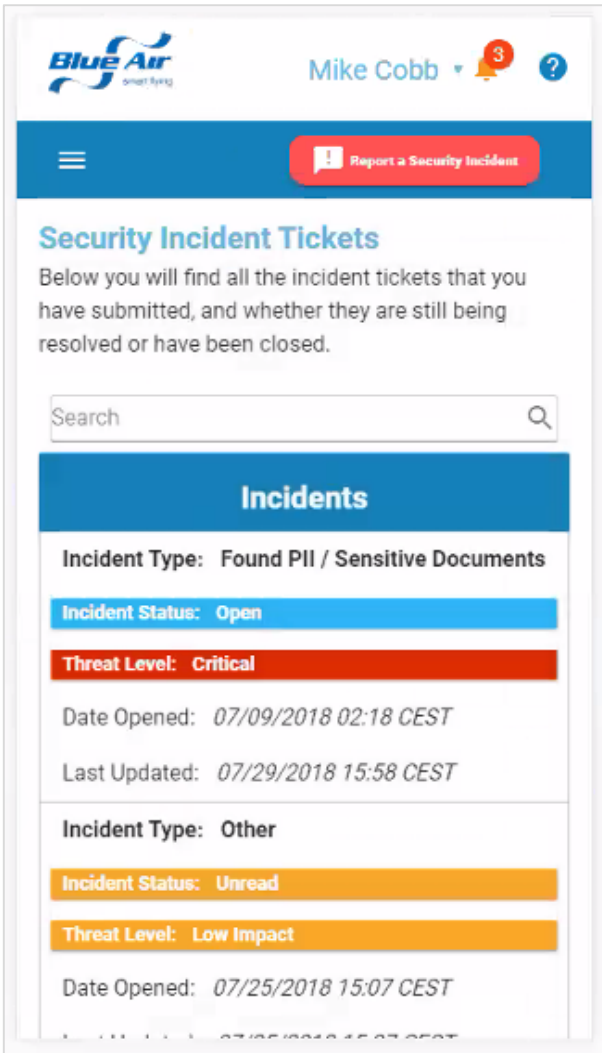 Blue Air
smart flying
Mike Cobb
3
?
! Report a Security Incident
Security Incident Tickets
Below you will find all the incident tickets that you
have submitted, and whether they are still being
resolved or have been closed.
Search
Incidents
Incident Type: Found PII / Sensitive Documents
Incident Status: Open
Threat Level: Critical
Date Opened: 07/09/2018 02:18 CEST
Last Updated: 07/29/2018 15:58 CEST
Incident Type: Other
Incident Status: Unread
Threat Level: Low Impact
Date Opened: 07/25/2018 15:07 CEST